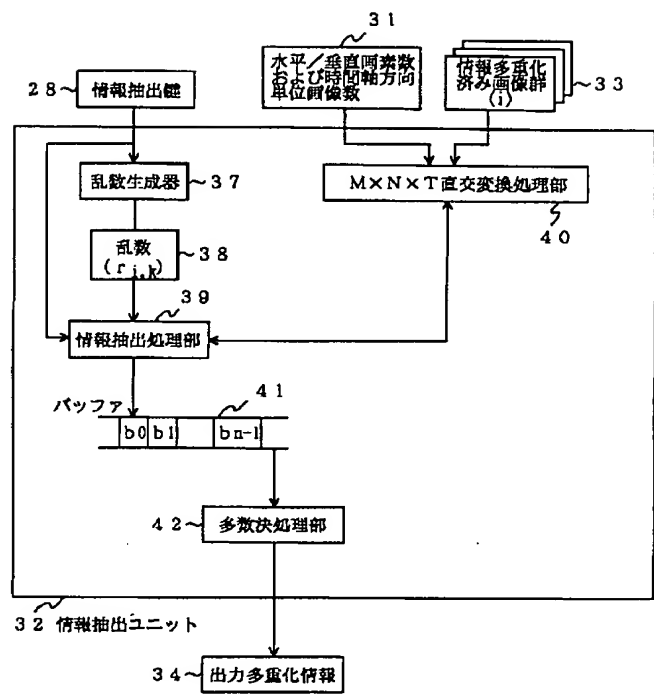 31
水平/垂直画素数
および時間軸方向
単位画像数
情報多重化
済み画像群
(i)
33
28
情報抽出鍵
乱数生成器
37
M×N×T直交変換処理部
40
乱数
(r i,k)
38
39
情報抽出処理部
バッファ
41
b0 b1 bn-1
42
多数決処理部
32 情報抽出ユニット
34
出力多重化情報